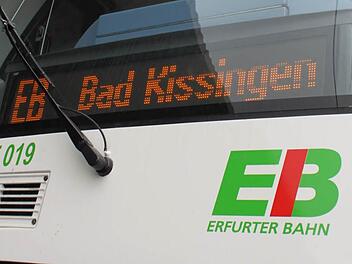 EB Bad Kissingen
019
EB
ERFURTER BAHN